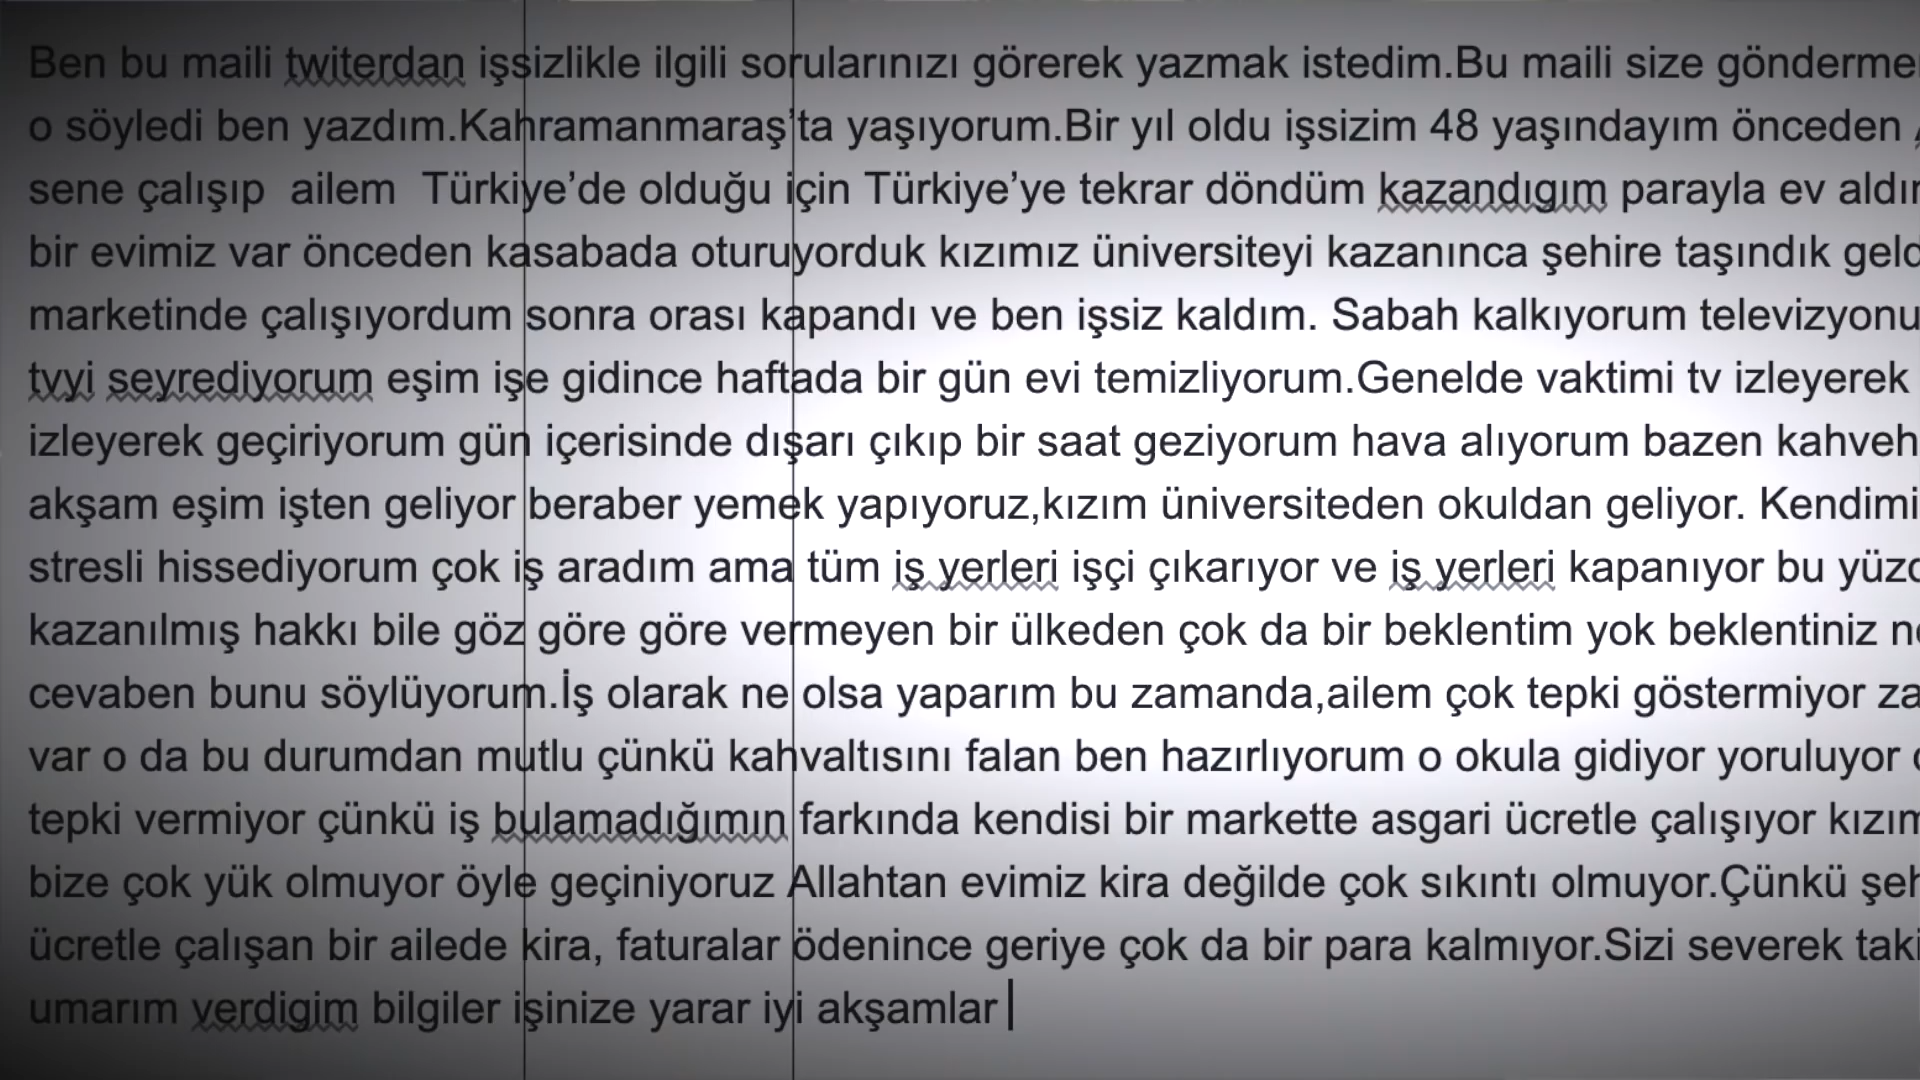 Ben bu maili twiterdan işsizlikle ilgili sorularınızı görerek yazmak istedim.Bu maili size
o söyledi ben yazdım.Kahramanmaraş’ta yaşıyorum.Bir yıl oldu işsizim 48 yaşındayım önceden
sene çalışıp ailem Türkiye’de olduğu için Türkiye’ye tekrar döndüm kazandıgım parayla ev
bir evimiz var önceden kasabada oturuyorduk kızımız üniversiteyi kazanınca şehire taşındık
marketinde çalışıyordum sonra orası kapandı ve ben işsiz kaldım. Sabah kalkıyorum televizyonu
tvyi seyrediyorum eşim işe gidince haftada bir gün evi temizliyorum.Genelde vaktimi tv izleyerek
izleyerek geçiriyorum gün içerisinde dışarı çıkıp bir saat geziyorum hava alıyorum bazen
akşam eşim işten geliyor beraber yemek yapıyoruz,kızım üniversiteden okuldan geliyor. Kendimi
stresli hissediyorum çok iş aradım ama tüm iş yerleri işçi çıkarıyor ve iş yerleri kapanıyor bu
kazanılmış hakkı bile göz göre göre vermeyen bir ülkeden çok da bir beklentim yok beklentiniz
cevaben bunu söylüyorum.İş olarak ne olsa yaparım bu zamanda,ailem çok tepki göstermiyor
var o da bu durumdan mutlu çünkü kahvaltısını falan ben hazırlıyorum o okula gidiyor yoruluyor
tepki vermiyor çünkü iş bulamadığımın farkında kendisi bir markette asgari ücretle çalışıyor
bize çok yük olmuyor öyle geçiniyoruz Allahtan evimiz kira değilde çok sıkıntı olmuyor.Çünkü
ücretle çalışan bir ailede kira, faturalar ödenince geriye çok da bir para kalmıyor.Sizi severek
umarım verdigim bilgiler işinize yarar iyi akşamlar